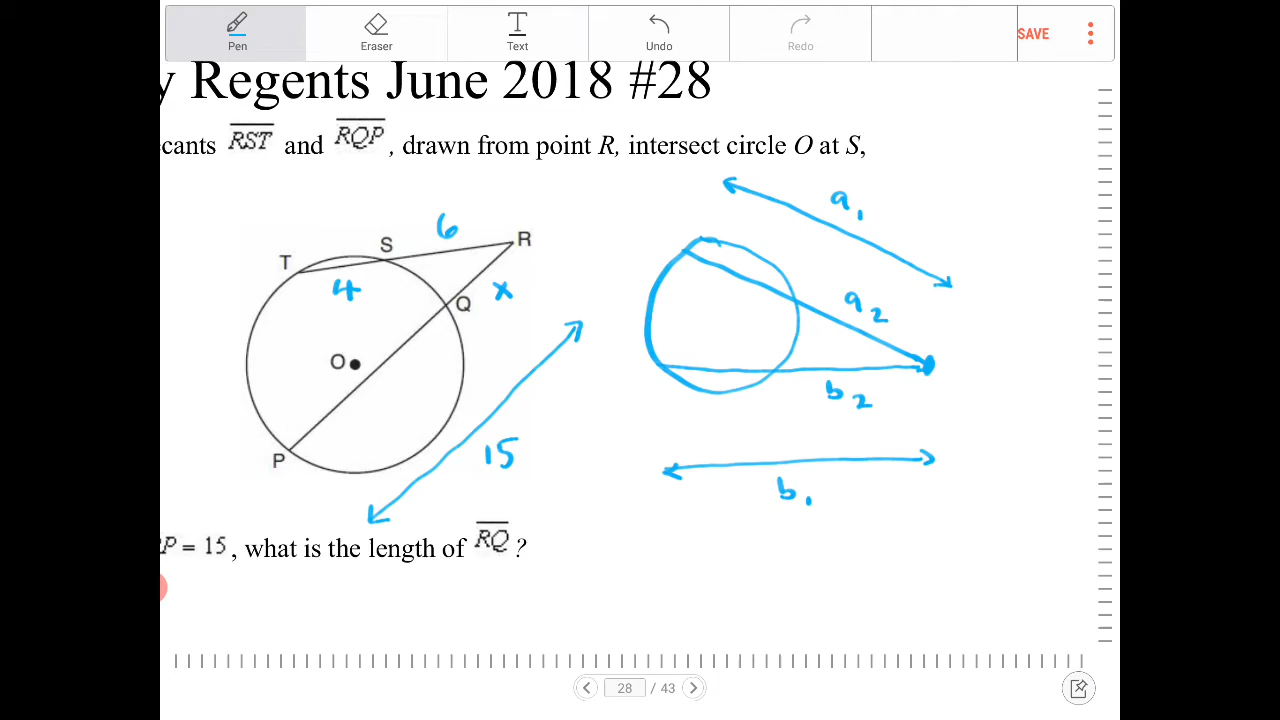 Pen
Eraser
Text
Undo
Redo
SAVE
y Regents June 2018 #28
cants RST and RQP, drawn from point R, intersect circle O at S,
a1
6
R
S
T
4
x
Q
a2
O
b2
15
P
b1
P = 15, what is the length of RQ?
28 / 43